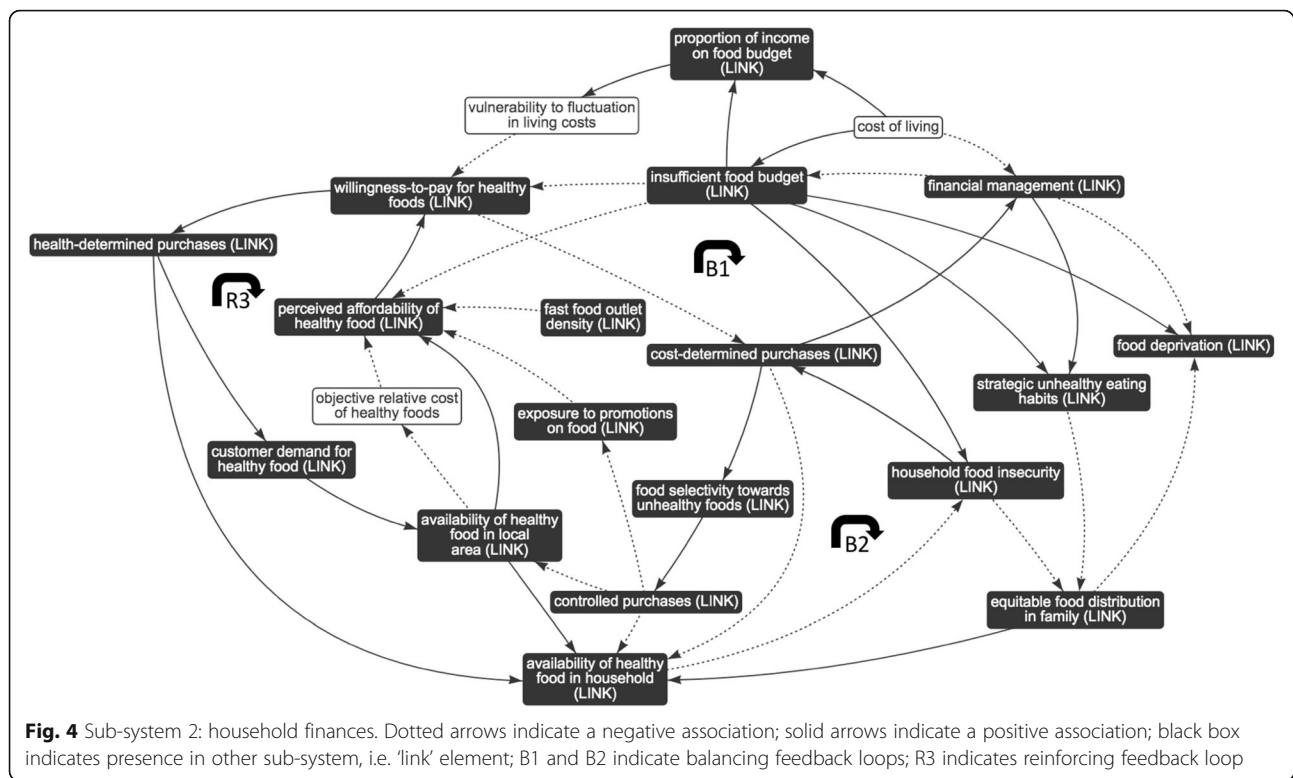 proportion of income
on food budget
(LINK)
vulnerability to fluctuation
in living costs
cost of living
willingness-to-pay for healthy
foods (LINK)
insufficient food budget
(LINK)
financial management (LINK)
health-determined purchases (LINK)
R3
B1
perceived affordability of
healthy food (LINK)
fast food outlet
density (LINK)
cost-determined purchases (LINK)
food deprivation (LINK)
strategic unhealthy eating
habits (LINK)
objective relative cost
of healthy foods
exposure to promotions
on food (LINK)
customer demand for
healthy food (LINK)
household food insecurity
(LINK)
food selectivity towards
unhealthy foods (LINK)
availability of healthy
food in local
area (LINK)
B2
controlled purchases (LINK)
equitable food distribution
in family (LINK)
availability of healthy
food in household
(LINK)
Fig. 4 Sub-system 2: household finances. Dotted arrows indicate a negative association; solid arrows indicate a positive association; black box
indicates presence in other sub-system, i.e. ‘link’ element; B1 and B2 indicate balancing feedback loops; R3 indicates reinforcing feedback loop